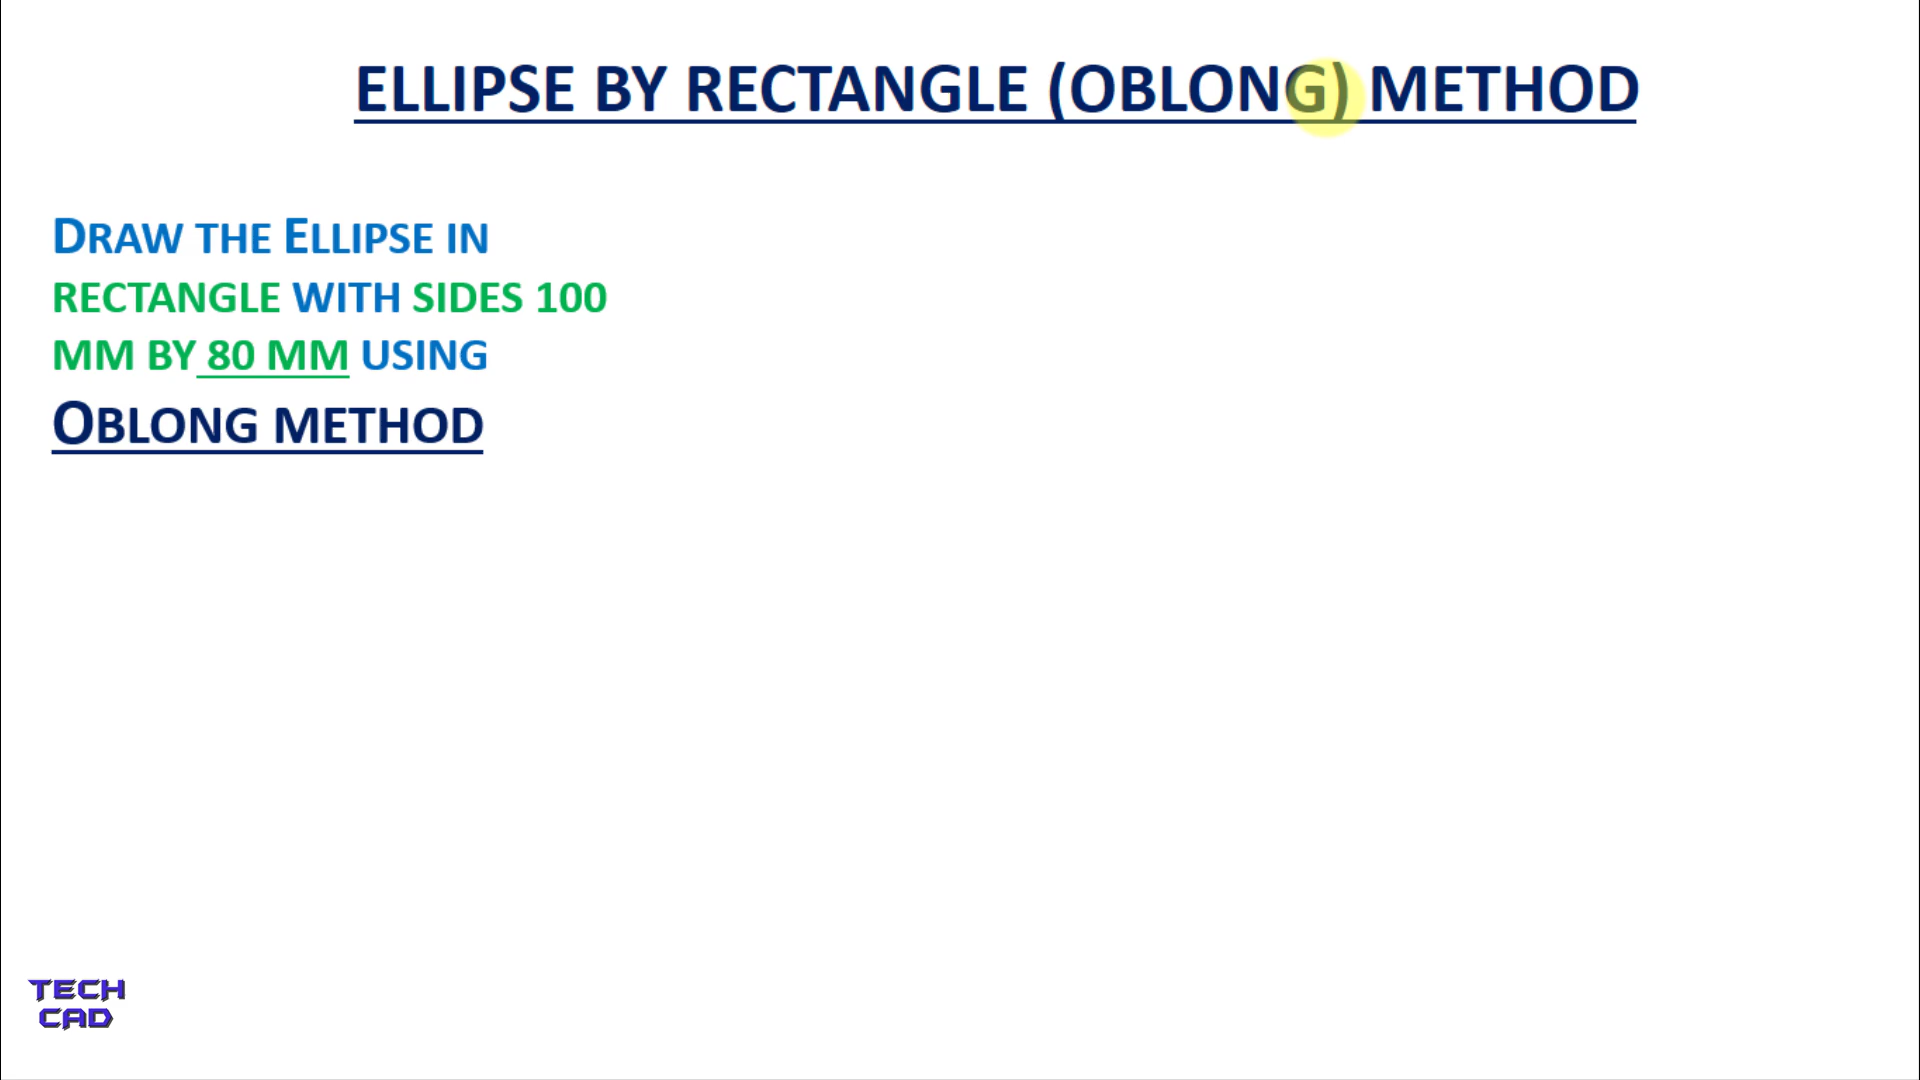 ELLIPSE BY RECTANGLE (OBLONG) METHOD
DRAW THE ELLIPSE IN
RECTANGLE WITH SIDES 100
MM BY 80 MM USING
OBLONG METHOD
TECH
CAD